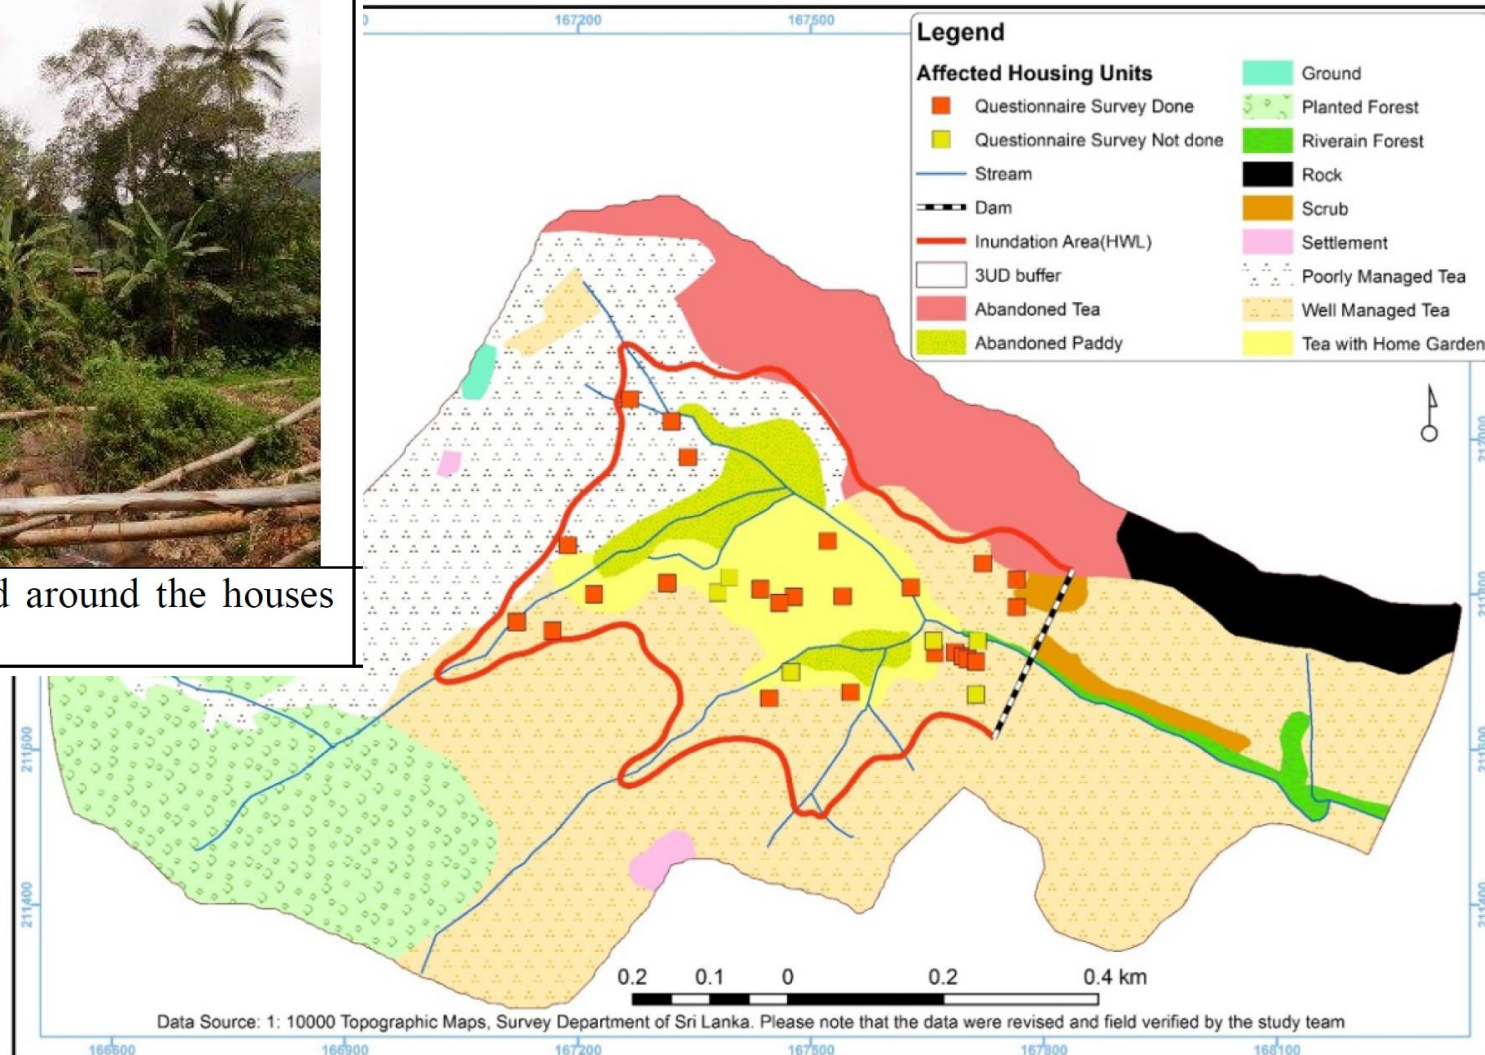 d around the houses
0
167200
167500
Legend
Affected Housing Units
Questionnaire Survey Done
Questionnaire Survey Not done
Stream
Dam
Inundation Area(HWL)
3UD buffer
Abandoned Tea
Abandoned Paddy
Ground
Planted Forest
Riverain Forest
Rock
Scrub
Settlement
Poorly Managed Tea
Well Managed Tea
Tea with Home Garden
211600
211400
211400
0.2 0.1 0 0.2 0.4 km
Data Source: 1: 10000 Topographic Maps, Survey Department of Sri Lanka. Please note that the data were revised and field verified by the study team
166600 166900 167200 167500 167800 168100